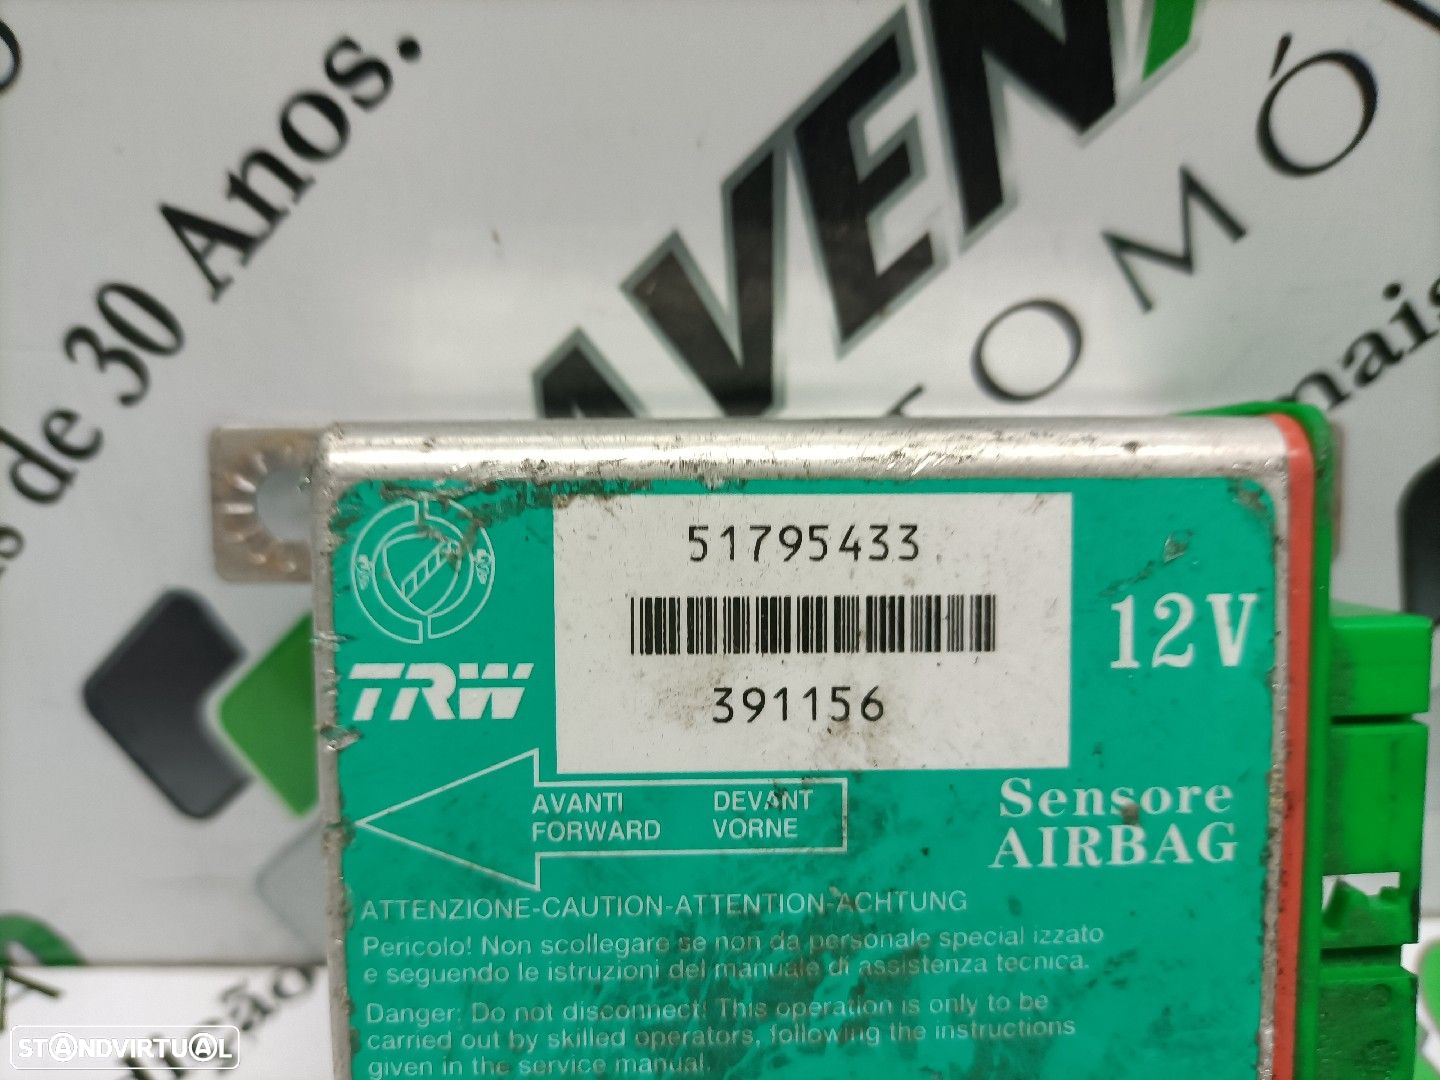 s de 30 Anos.
AVEN
TOMÓ
mais
51795433
391156
12V
TRW
AVANTI DEVANT
FORWARD VORNE
Sensore
AIRBAG
ATTENZIONE-CAUTION-ATTENTION-ACHTUNG
Pericolo! Non scollegare se non da personale special izzato
e seguendo le istruzioni del manuale di assistenza tecnica.
Danger: Do not disconnect! This operation is only to be
carried out by skilled operators, following the instructions
given in the service manual.
STANDVIRTUAL